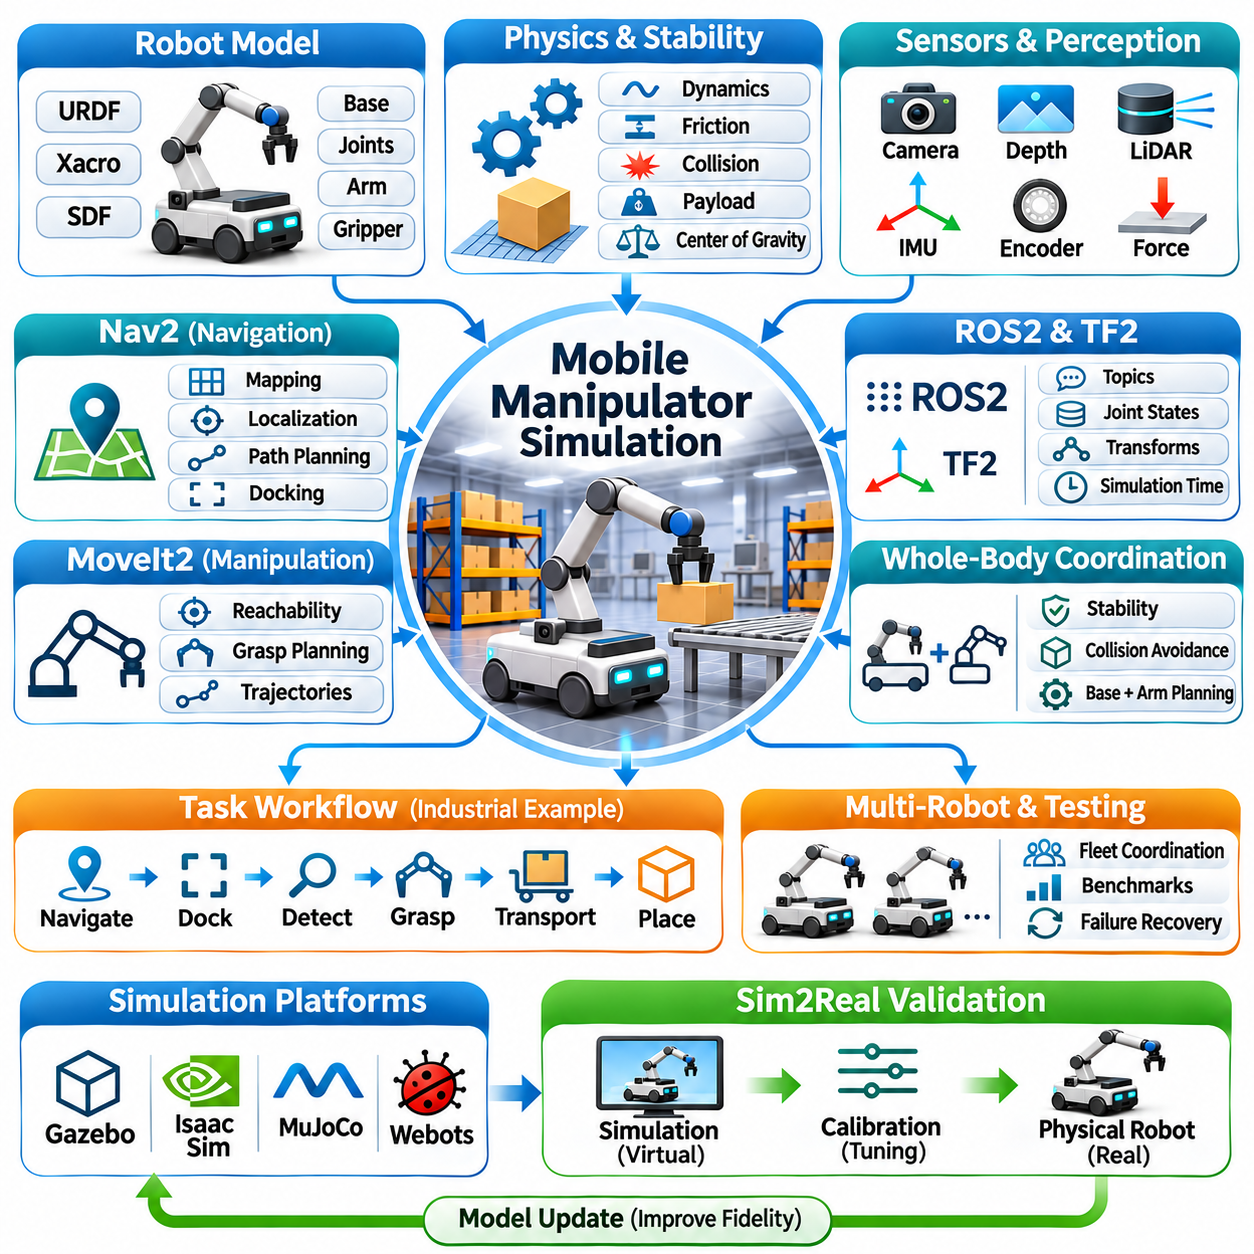 Robot Model
URDF
Xacro
SDF
Base
Joints
Arm
Gripper
Physics & Stability
Dynamics
Friction
Collision
Payload
Center of Gravity
Sensors & Perception
Camera
Depth
LiDAR
IMU
Encoder
Force
Nav2 (Navigation)
Mapping
Localization
Path Planning
Docking
Mobile
Manipulator
Simulation
ROS2 & TF2
ROS2
TF2
Topics
Joint States
Transforms
Simulation Time
MoveIt2 (Manipulation)
Reachability
Grasp Planning
Trajectories
Whole-Body Coordination
Stability
Collision Avoidance
Base + Arm Planning
Task Workflow (Industrial Example)
Navigate
Dock
Detect
Grasp
Transport
Place
Multi-Robot & Testing
Fleet Coordination
Benchmarks
Failure Recovery
Simulation Platforms
Gazebo
Isaac
Sim
MuJoCo
Webots
Sim2Real Validation
Simulation
(Virtual)
Calibration
(Tuning)
Physical Robot
(Real)
Model Update (Improve Fidelity)